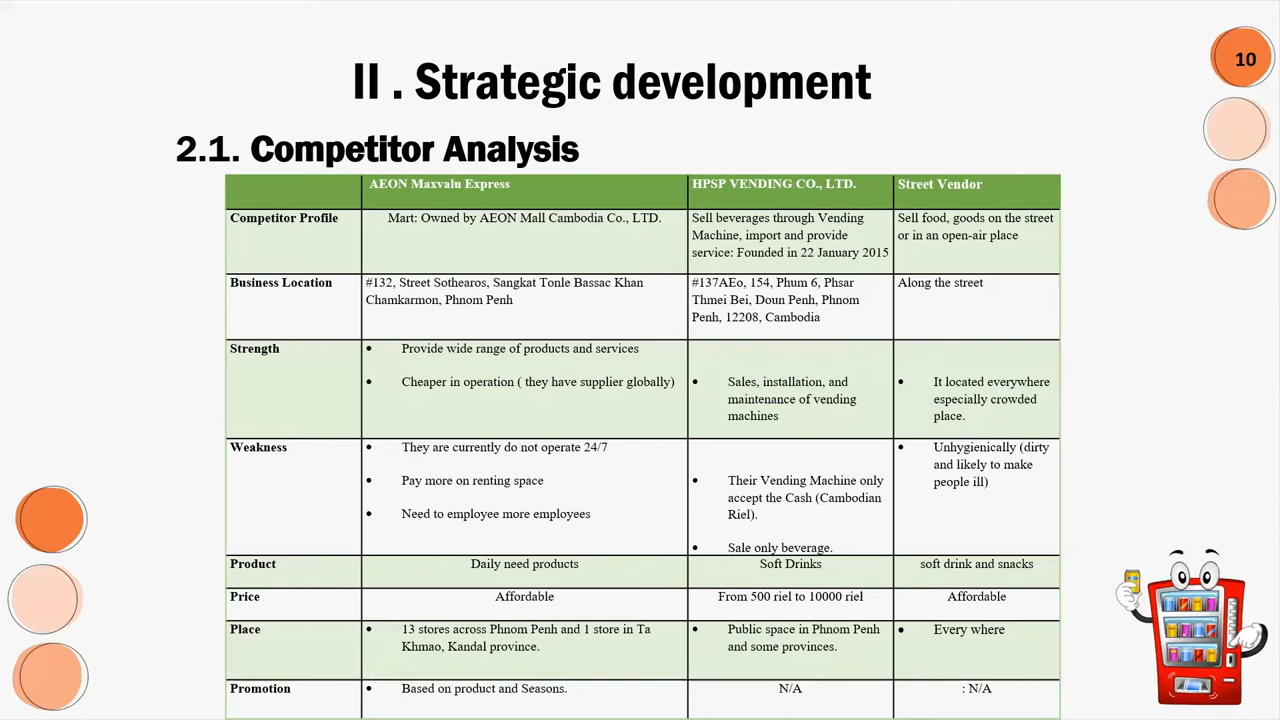 10
II . Strategic development
2.1. Competitor Analysis
AEON Maxvalu Express
HPSP VENDING CO., LTD.
Street Vendor
Competitor Profile
Mart: Owned by AEON Mall Cambodia Co., LTD.
Sell beverages through Vending
Machine, import and provide
service: Founded in 22 January 2015
Sell food, goods on the street
or in an open-air place
Business Location
#132, Street Sothearos, Sangkat Tonle Bassac Khan
Chamkarmon, Phnom Penh
#137AEo, 154, Phum 6, Phsar
Thmei Bei, Doun Penh, Phnom
Penh, 12208, Cambodia
Along the street
Strength
• Provide wide range of products and services
• Cheaper in operation ( they have supplier globally)
• Sales, installation, and
maintenance of vending
machines
• It located everywhere
especially crowded
place.
Weakness
• They are currently do not operate 24/7
• Pay more on renting space
• Need to employee more employees
• Their Vending Machine only
accept the Cash (Cambodian
Riel).
• Sale only beverage.
• Unhygienically (dirty
and likely to make
people ill)
Product
Daily need products
Soft Drinks
soft drink and snacks
Price
Affordable
From 500 riel to 10000 riel
Affordable
Place
• 13 stores across Phnom Penh and 1 store in Ta
Khmao, Kandal province.
• Public space in Phnom Penh
and some provinces.
• Every where
Promotion
• Based on product and Seasons.
N/A
: N/A